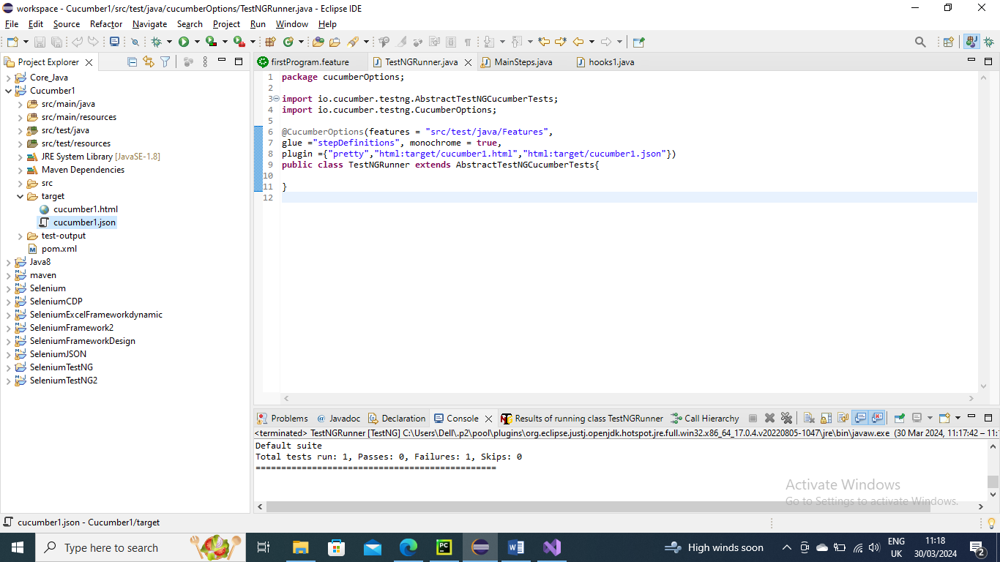 workspace - Cucumber1/src/test/java/cucumberOptions/TestNGRunner.java - Eclipse IDE
File Edit Source Refactor Navigate Search Project Run Window Help
Project Explorer
firstProgram.feature
TestNGRunner.java
MainSteps.java
hooks1.java
Core_Java
Cucumber1
src/main/java
src/main/resources
src/test/java
src/test/resources
JRE System Library [JavaSE-1.8]
Maven Dependencies
src
target
cucumber1.html
cucumber1.json
test-output
pom.xml
Java8
maven
Selenium
SeleniumCDP
SeleniumExcelFrameworkdynamic
SeleniumFramework2
SeleniumFrameworkDesign
SeleniumJSON
SeleniumTestNG
SeleniumTestNG2
1 package cucumberOptions;
2
3 import io.cucumber.testng.AbstractTestNGCucumberTests;
4 import io.cucumber.testng.CucumberOptions;
5
6 @CucumberOptions(features = "src/test/java/Features",
7 glue ="stepDefinitions", monochrome = true,
8 plugin ={"pretty","html:target/cucumber1.html","html:target/cucumber1.json"})
9 public class TestNGRunner extends AbstractTestNGCucumberTests{
10
11 }
12
Problems @ Javadoc Declaration Console Results of running class TestNGRunner Call Hierarchy
<terminated> TestNGRunner [TestNG] C:\Users\Dell\.p2\pool\plugins\org.eclipse.justj.openjdk.hotspot.jre.full.win32.x86_64_17.0.4.v20220805-1047\jre\bin\javaw.exe (30 Mar 2024, 11:17:42 – 11:
Default suite
Total tests run: 1, Passes: 0, Failures: 1, Skips: 0
===============================================
Activate Windows
Go to Settings to activate Windows.
cucumber1.json - Cucumber1/target
Type here to search
PC
High winds soon
ENG
UK
11:18
30/03/2024
2